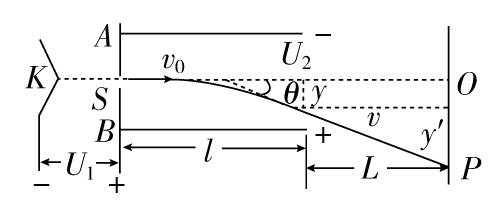 A
−
v₀
U₂
K
O
S
θ
y
v
B
+
y′
l
U₁
L
P
−
+